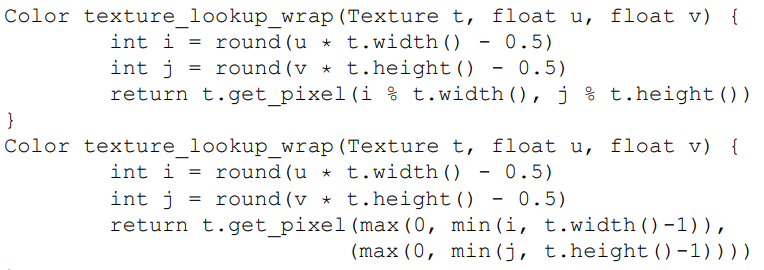 Color texture_lookup_wrap(Texture t, float u, float v) {
int i = round(u * t.width() - 0.5)
int j = round(v * t.height() - 0.5)
return t.get_pixel(i % t.width(), j % t.height())
}
Color texture_lookup_wrap(Texture t, float u, float v) {
int i = round(u * t.width() - 0.5)
int j = round(v * t.height() - 0.5)
return t.get_pixel(max(0, min(i, t.width()-1)),
(max(0, min(j, t.height()-1))))